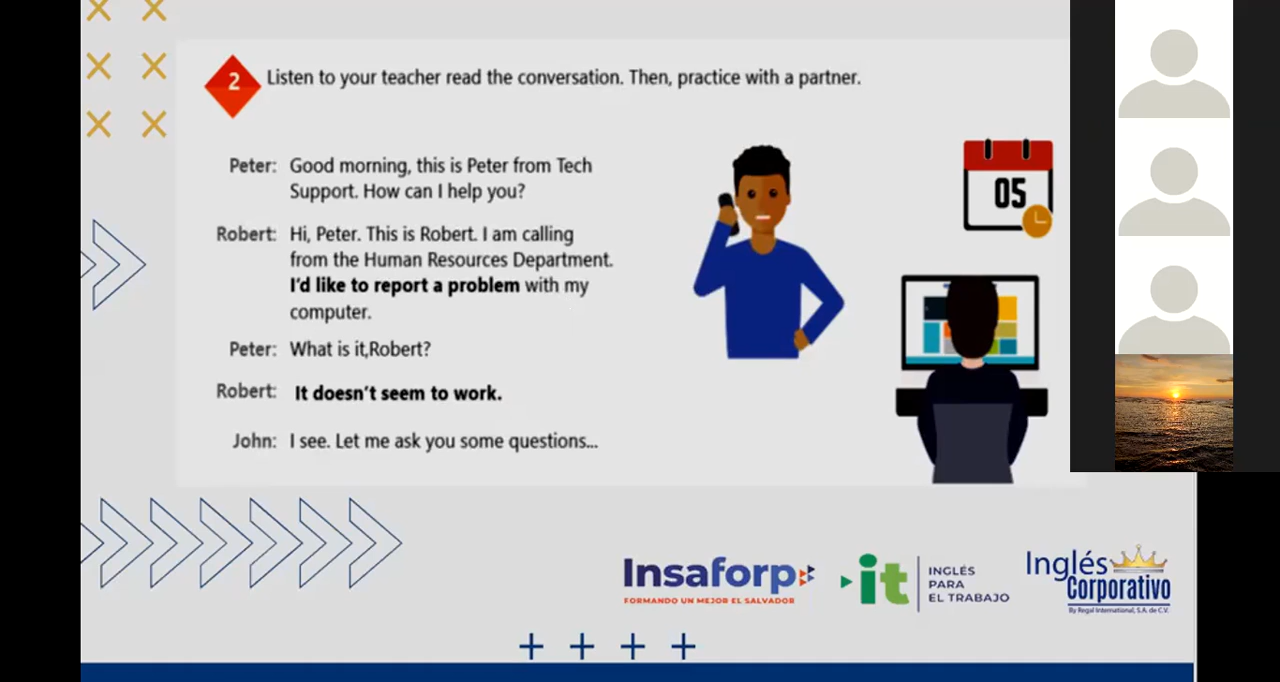 2 Listen to your teacher read the conversation. Then, practice with a partner.
Peter: Good morning, this is Peter from Tech
Support. How can I help you?
Robert: Hi, Peter. This is Robert. I am calling
from the Human Resources Department.
I'd like to report a problem with my
computer.
Peter: What is it,Robert?
Robert: It doesn't seem to work.
John: I see. Let me ask you some questions...
05
Insaforp
FORMANDO UN MEJOR EL SALVADOR
it
INGLÉS
PARA
EL TRABAJO
Inglés
Corporativo
By Regal International, S.A. de C.V.